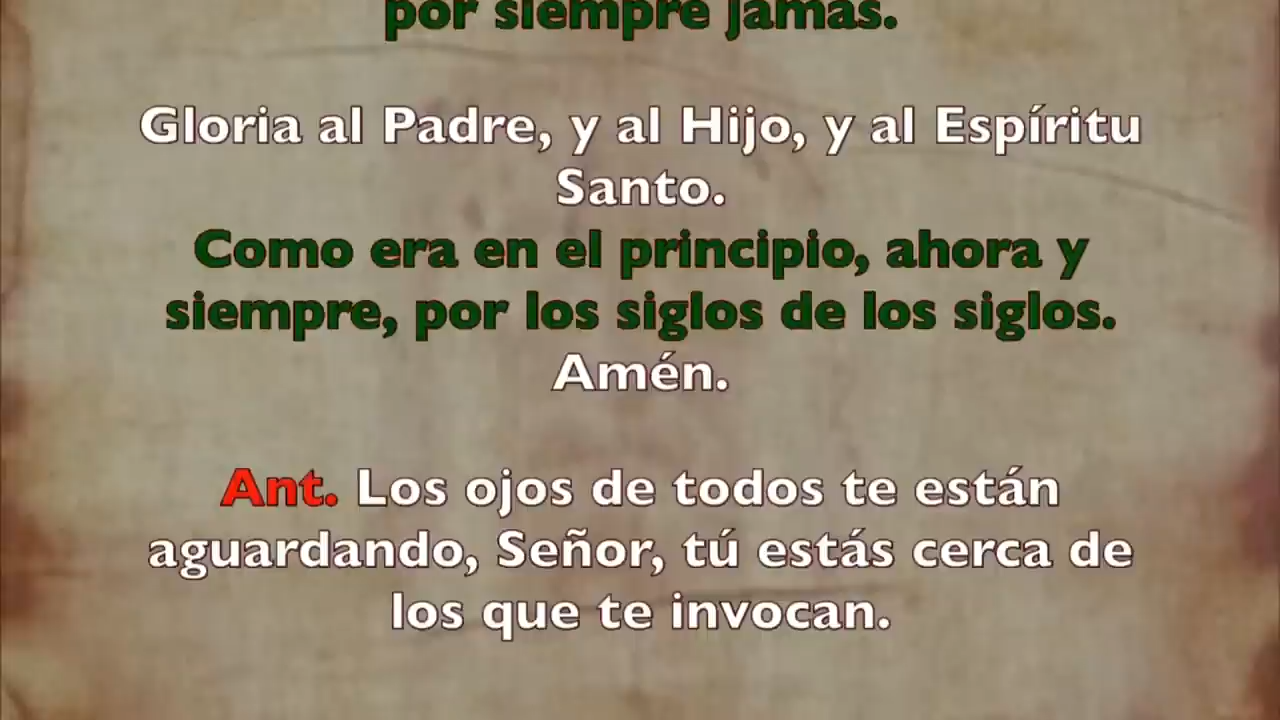 por siempre jamás.
Gloria al Padre, y al Hijo, y al Espíritu
Santo.
Como era en el principio, ahora y
siempre, por los siglos de los siglos.
Amén.
Ant. Los ojos de todos te están
aguardando, Señor, tú estás cerca de
los que te invocan.